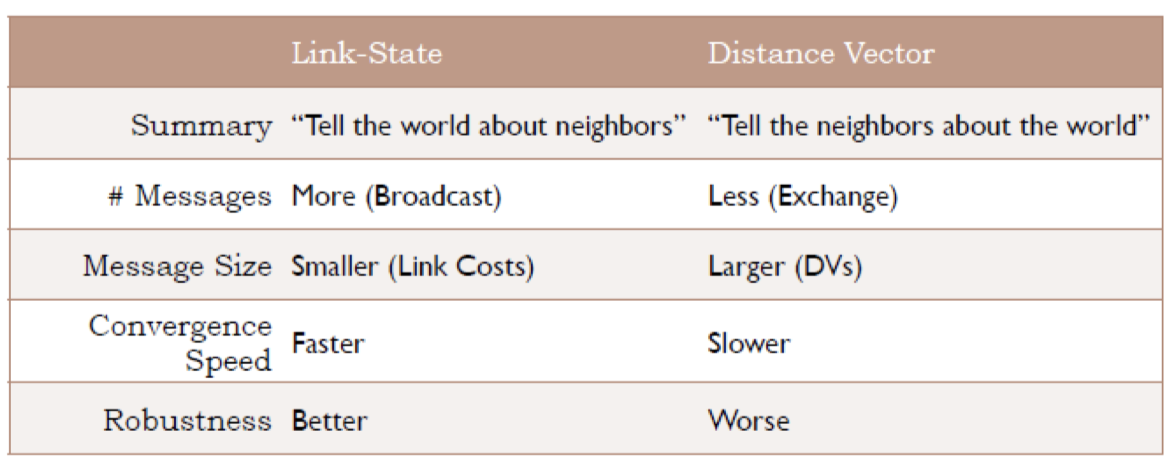 Link-State Distance Vector
Summary “Tell the world about neighbors” “Tell the neighbors about the world”
# Messages More (Broadcast) Less (Exchange)
Message Size Smaller (Link Costs) Larger (DVs)
Convergence
Speed Faster Slower
Robustness Better Worse